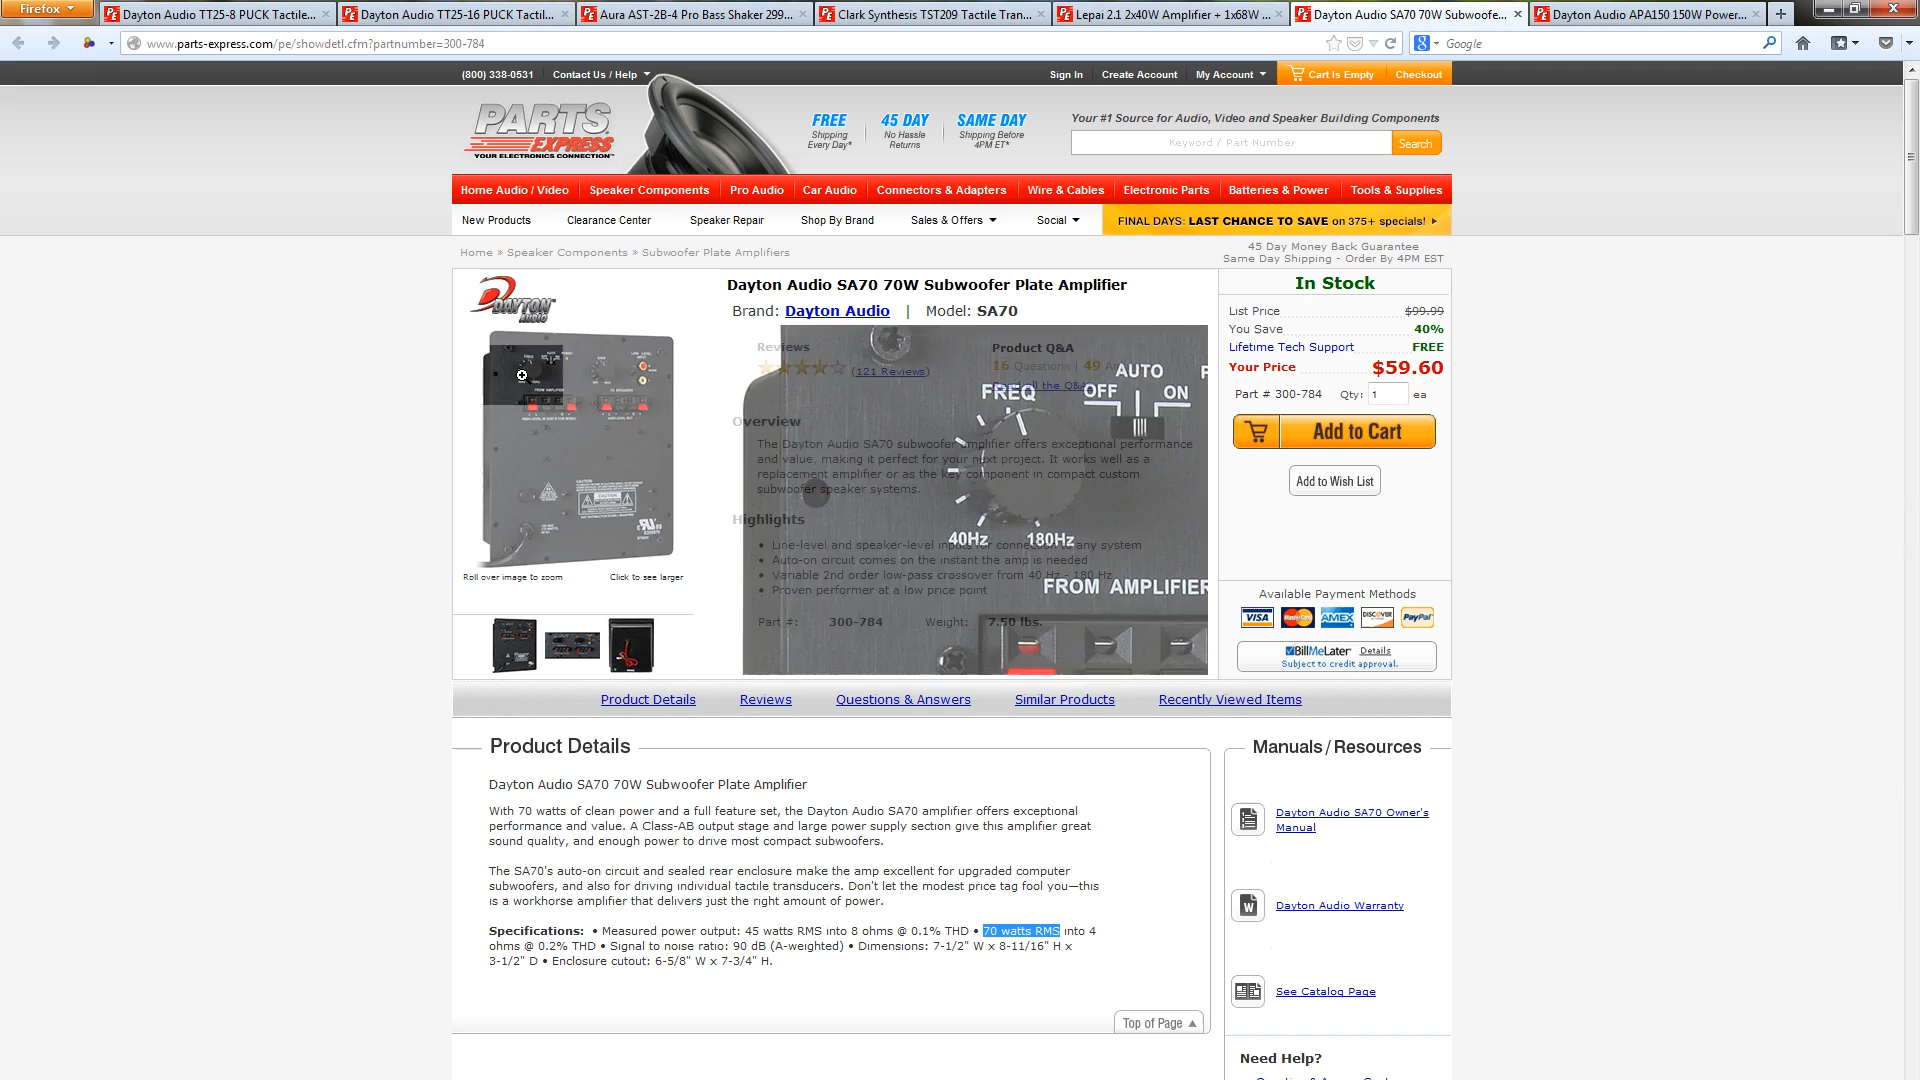 Firefox
Dayton Audio TT25-8 PUCK Tactile...
Dayton Audio TT25-16 PUCK Tactil...
Aura AST-2B-4 Pro Bass Shaker 299...
Clark Synthesis TST209 Tactile Tran...
Lepai 2.1 2x40W Amplifier + 1x68W ...
Dayton Audio SA70 70W Subwoofe...
Dayton Audio APA150 150W Power...
www.parts-express.com/pe/showdetl.cfm?partnumber=300-784
Google
(800) 338-0531
Contact Us / Help
Sign In
Create Account
My Account
Cart Is Empty
Checkout
PARTS EXPRESS
YOUR ELECTRONICS CONNECTION
FREE Shipping Every Day*
45 DAY No Hassle Returns
SAME DAY Shipping Before 4PM ET*
Your #1 Source for Audio, Video and Speaker Building Components
Keyword / Part Number
Search
Home Audio / Video
Speaker Components
Pro Audio
Car Audio
Connectors & Adapters
Wire & Cables
Electronic Parts
Batteries & Power
Tools & Supplies
New Products
Clearance Center
Speaker Repair
Shop By Brand
Sales & Offers
Social
FINAL DAYS: LAST CHANCE TO SAVE on 375+ specials!
Home » Speaker Components » Subwoofer Plate Amplifiers
45 Day Money Back Guarantee
Same Day Shipping - Order By 4PM EST
DAYTON AUDIO
Dayton Audio SA70 70W Subwoofer Plate Amplifier
Brand: Dayton Audio | Model: SA70
Reviews
(121 Reviews)
Product Q&A
16 Questions | 49
Read all the Q&A
Overview
The Dayton Audio SA70 subwoofer amplifier offers exceptional performance
and value, making it perfect for your next project. It works well as a
replacement amplifier or as the key component in compact custom
subwoofer speaker systems.
Highlights
• Line-level and speaker-level inputs for connection to any system
• Auto-on circuit comes on the instant the amp is needed
• Variable 2nd order low-pass crossover from 40 Hz - 180 Hz
• Proven performer at a low price point
Part #: 300-784 Weight: 7.50 lbs.
FREQ
AUTO
OFF
ON
40Hz
180Hz
FROM AMPLIFIER
CAUTION
Roll over image to zoom
Click to see larger
In Stock
List Price $99.99
You Save 40%
Lifetime Tech Support FREE
Your Price $59.60
Part # 300-784 Qty: 1 ea
Add to Cart
Add to Wish List
Available Payment Methods
VISA
MasterCard
AMEX
DISCOVER
PayPal
BillMeLater Details
Subject to credit approval.
Product Details
Reviews
Questions & Answers
Similar Products
Recently Viewed Items
Product Details
Dayton Audio SA70 70W Subwoofer Plate Amplifier
With 70 watts of clean power and a full feature set, the Dayton Audio SA70 amplifier offers exceptional
performance and value. A Class-AB output stage and large power supply section give this amplifier great
sound quality, and enough power to drive most compact subwoofers.
The SA70's auto-on circuit and sealed rear enclosure make the amp excellent for upgraded computer
subwoofers, and also for driving individual tactile transducers. Don't let the modest price tag fool you—this
is a workhorse amplifier that delivers just the right amount of power.
Specifications: • Measured power output: 45 watts RMS into 8 ohms @ 0.1% THD • 70 watts RMS into 4
ohms @ 0.2% THD • Signal to noise ratio: 90 dB (A-weighted) • Dimensions: 7-1/2" W x 8-11/16" H x
3-1/2" D • Enclosure cutout: 6-5/8" W x 7-3/4" H.
Top of Page
Manuals/Resources
Dayton Audio SA70 Owner's
Manual
Dayton Audio Warranty
See Catalog Page
Need Help?